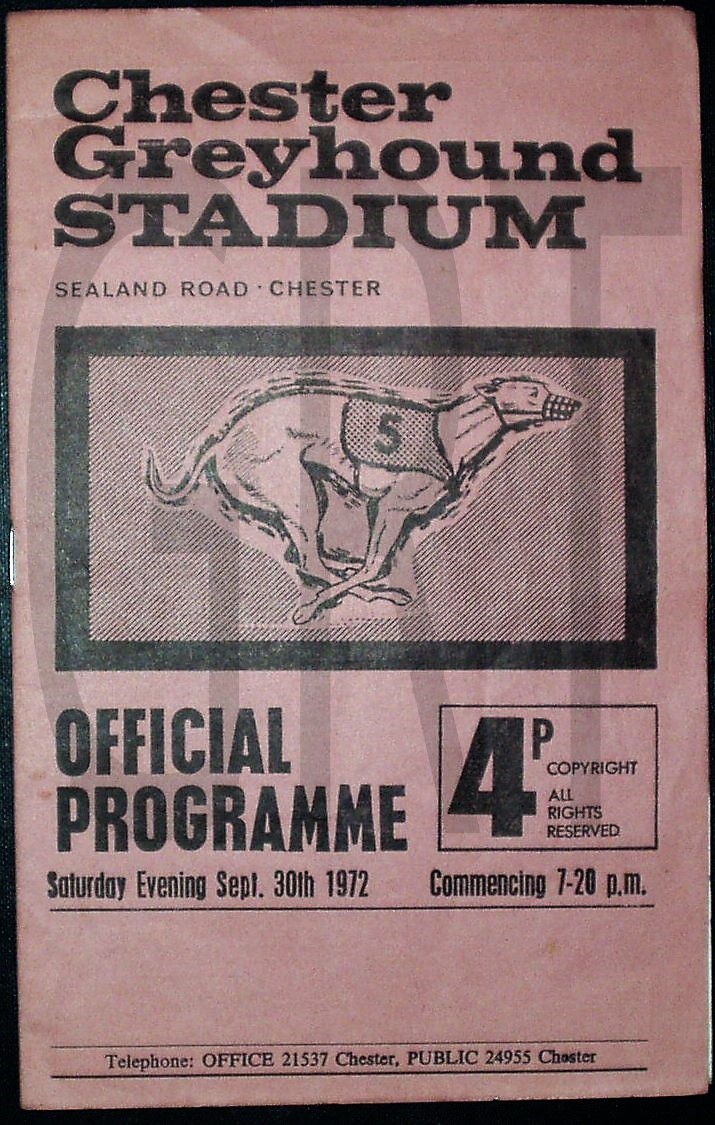 Chester
Greyhound
STADIUM
SEALAND ROAD · CHESTER
5
OFFICIAL
PROGRAMME
4P
COPYRIGHT
ALL
RIGHTS
RESERVED
Saturday Evening Sept. 30th 1972 Commencing 7-20 p.m.
Telephone: OFFICE 21537 Chester, PUBLIC 24955 Chester